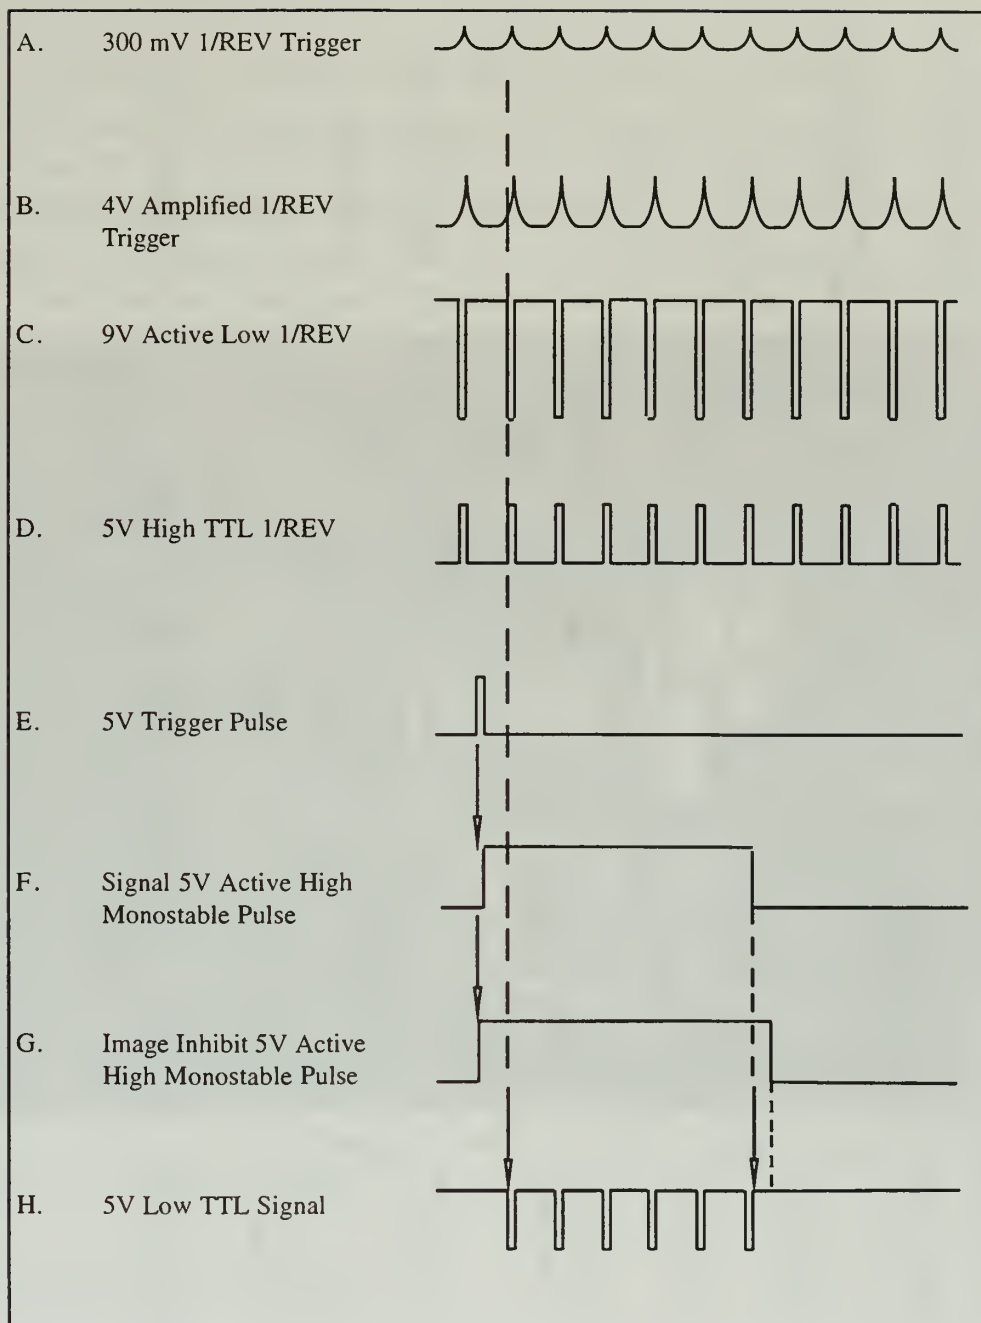 A. 300 mV 1/REV Trigger
B. 4V Amplified 1/REV
Trigger
C. 9V Active Low 1/REV
D. 5V High TTL 1/REV
E. 5V Trigger Pulse
F. Signal 5V Active High
Monostable Pulse
G. Image Inhibit 5V Active
High Monostable Pulse
H. 5V Low TTL Signal